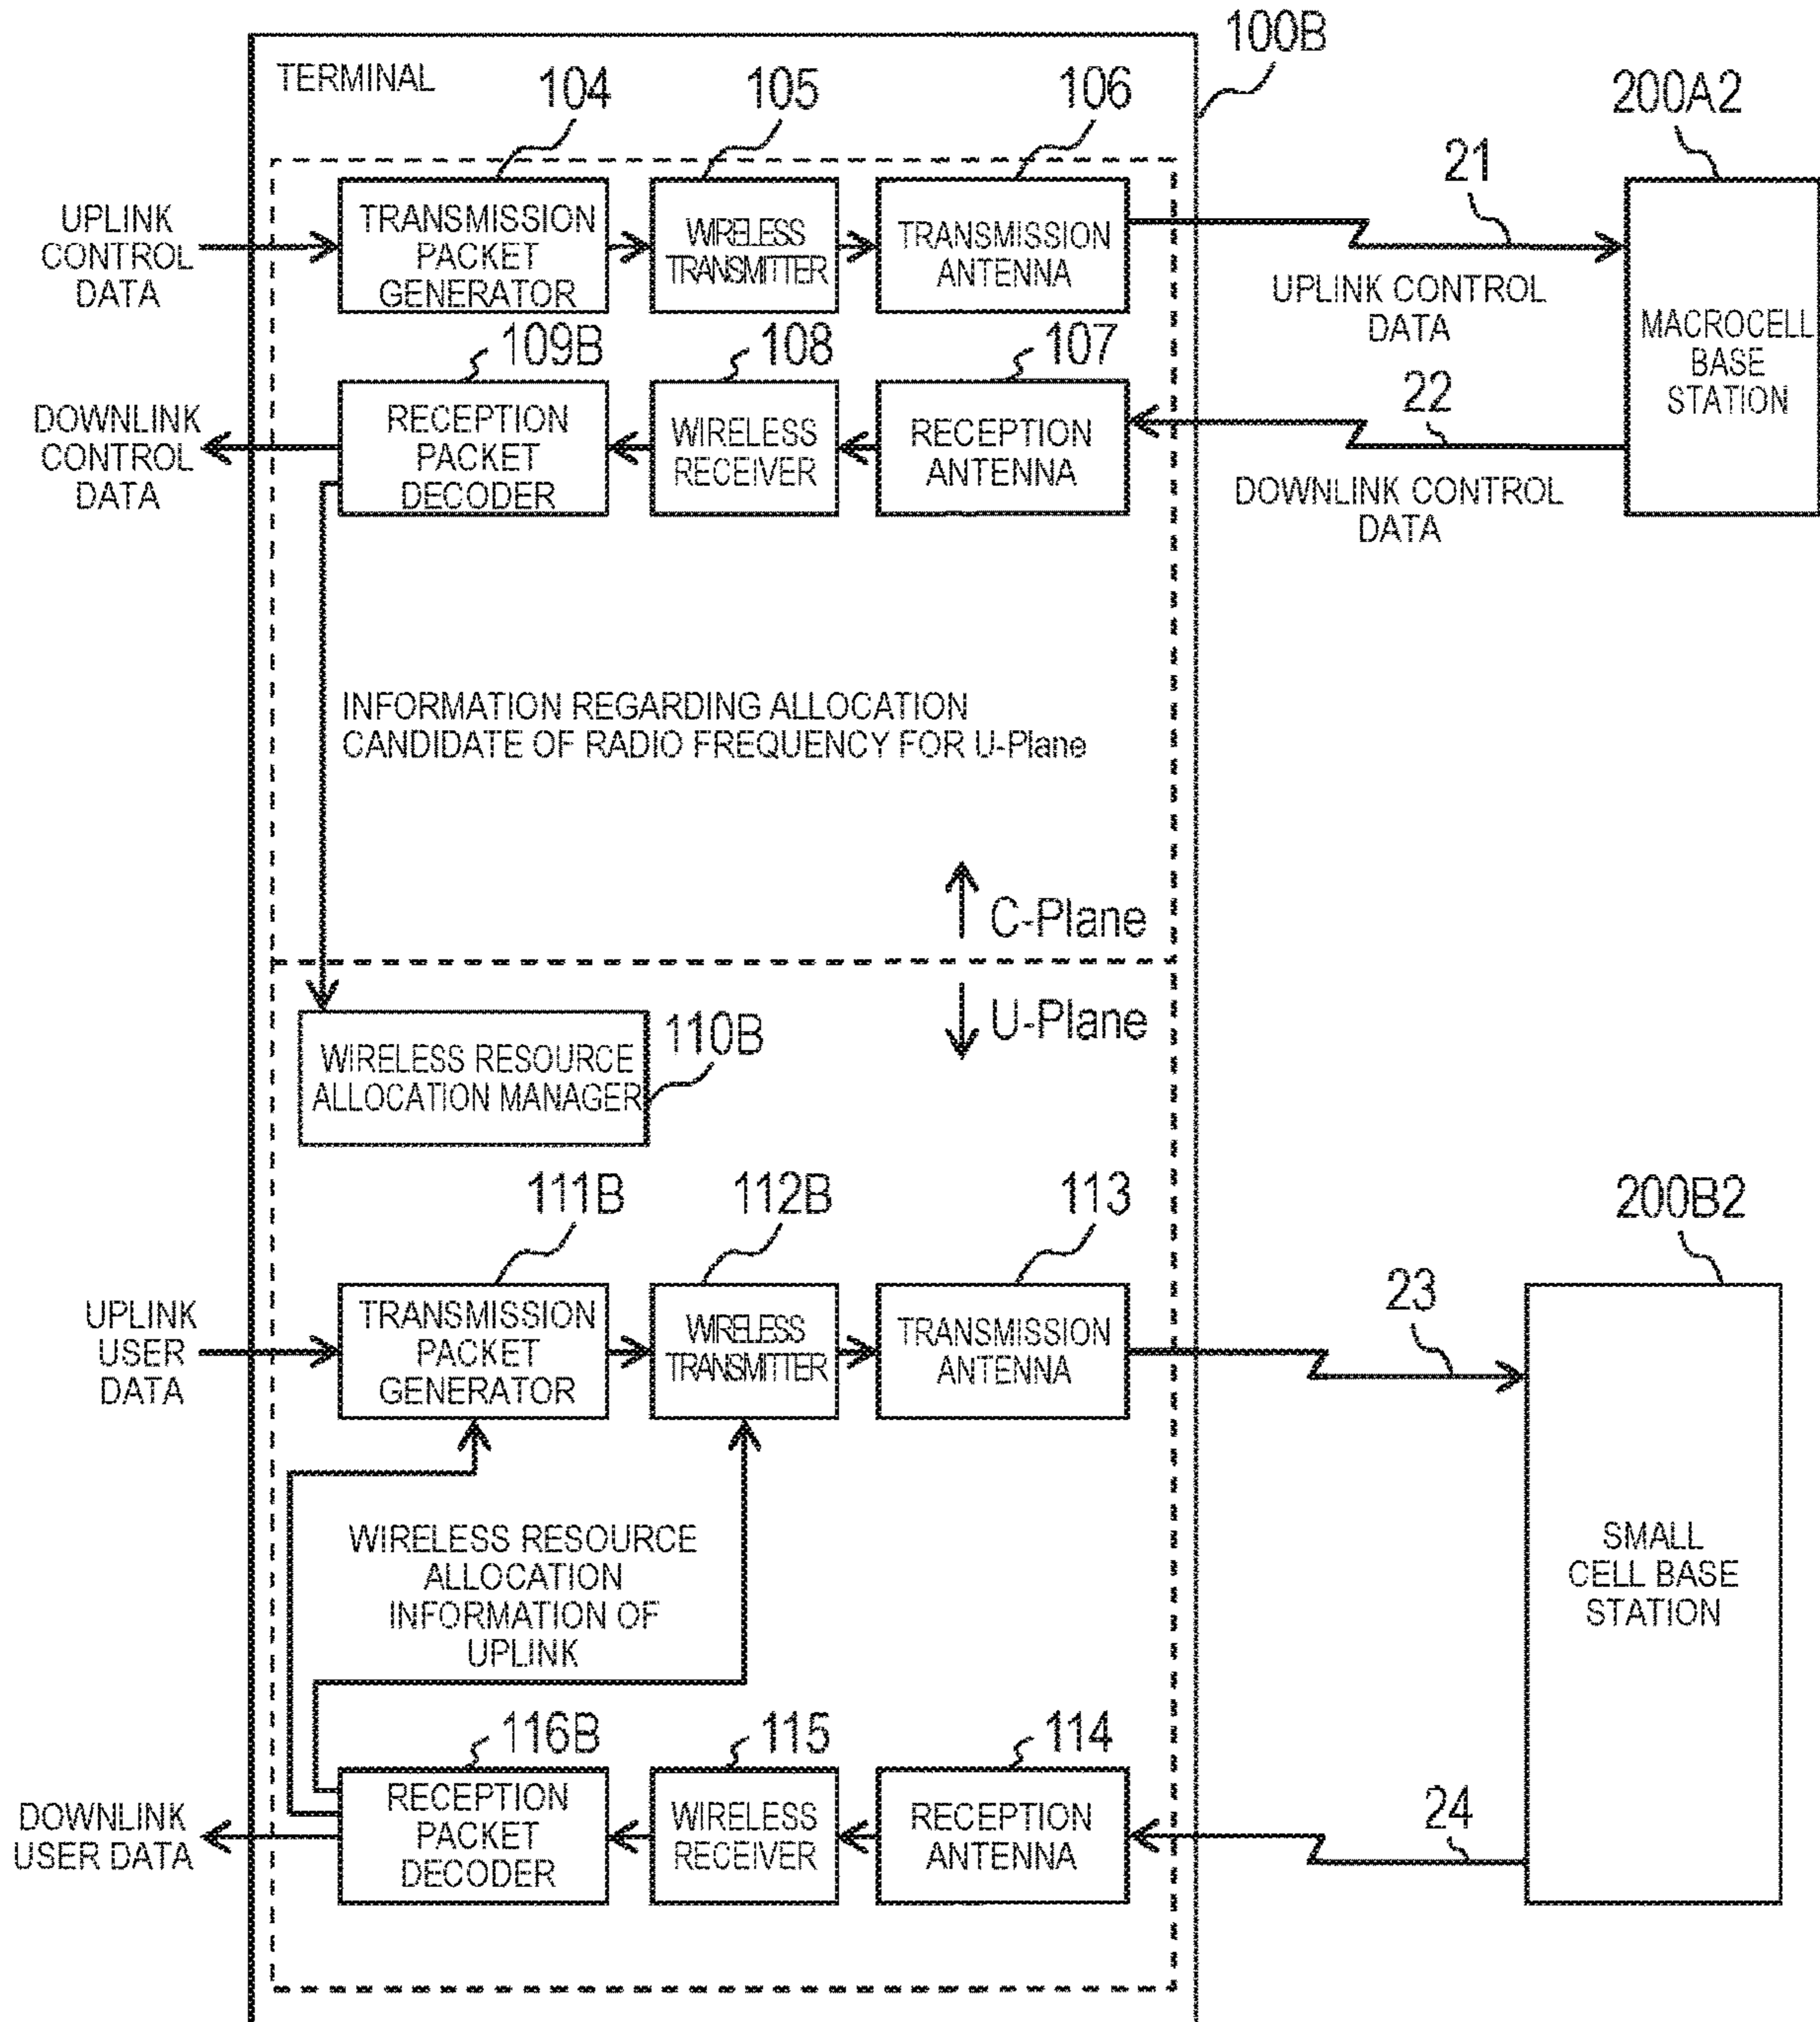 100B
TERMINAL
104
105
106
200A2
21
UPLINK
CONTROL
DATA
TRANSMISSION
PACKET
GENERATOR
WIRELESS
TRANSMITTER
TRANSMISSION
ANTENNA
UPLINK CONTROL
DATA
MACROCELL
BASE
STATION
109B
108
107
22
DOWNLINK
CONTROL
DATA
RECEPTION
PACKET
DECODER
WIRELESS
RECEIVER
RECEPTION
ANTENNA
DOWNLINK CONTROL
DATA
INFORMATION REGARDING ALLOCATION
CANDIDATE OF RADIO FREQUENCY FOR U-Plane
C-Plane
U-Plane
WIRELESS RESOURCE
ALLOCATION MANAGER
110B
111B
112B
113
200B2
23
UPLINK
USER
DATA
TRANSMISSION
PACKET
GENERATOR
WIRELESS
TRANSMITTER
TRANSMISSION
ANTENNA
WIRELESS RESOURCE
ALLOCATION
INFORMATION OF
UPLINK
SMALL
CELL BASE
STATION
116B
115
114
24
DOWNLINK
USER DATA
RECEPTION
PACKET
DECODER
WIRELESS
RECEIVER
RECEPTION
ANTENNA